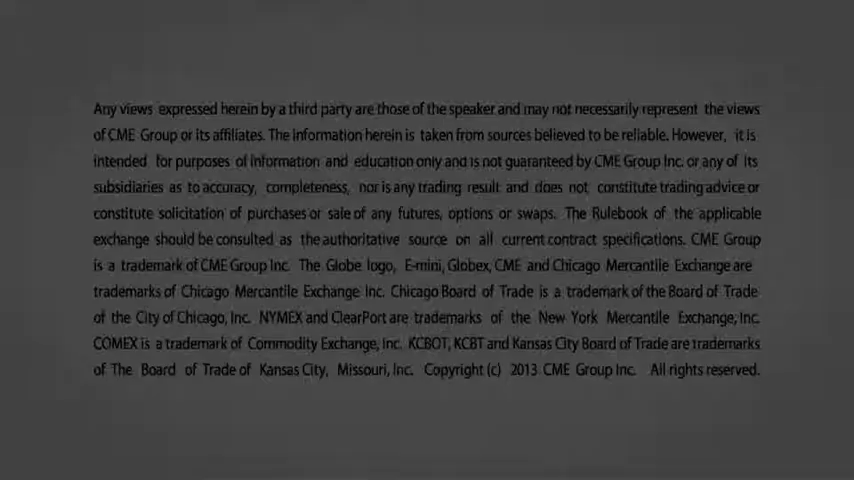 Any views expressed herein by a third party are those of the speaker and may not necessarily represent the views
of CME Group or its affiliates. The information herein is taken from sources believed to be reliable. However, it is
intended for purposes of information and education only and is not guaranteed by CME Group Inc. or any of its
subsidiaries as to accuracy, completeness, nor is any trading result and does not constitute trading advice or
constitute solicitation of purchases or sale of any futures, options or swaps. The Rulebook of the applicable
exchange should be consulted as the authoritative source on all current contract specifications. CME Group
is a trademark of CME Group Inc. The Globe logo, E-mini, Globex, CME and Chicago Mercantile Exchange are
trademarks of Chicago Mercantile Exchange Inc. Chicago Board of Trade is a trademark of the Board of Trade
of the City of Chicago, Inc. NYMEX and ClearPort are trademarks of the New York Mercantile Exchange, Inc.
COMEX is a trademark of Commodity Exchange, Inc. KCBOT, KCBT and Kansas City Board of Trade are trademarks
of The Board of Trade of Kansas City, Missouri, Inc. Copyright (c) 2013 CME Group Inc. All rights reserved.